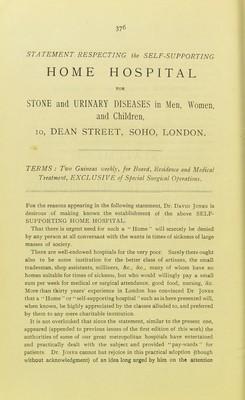 376
STATEMENT RESPECTING the SELF-SUPPORTING
HOME HOSPITAL
FOR
STONE and URINARY DISEASES in Men, Women,
and Children,
10, DEAN STREET, SOHO, LONDON.
TERMS : Two Guineas weekly, for Board, Residence and Medical
Treatment, EXCLUSIVE of Special Surgical Operations.
For the reasons appearing in the following statement, Dr. David Jones is
desirous of making known the establishment of the above SELF-
SUPPORTING HOME HOSPITAL.
That there is urgent need for such a "Home" will scarcely be denied
by any person at all conversant with the wants in times of sickness of large
masses of society.
There are well-endowed hospitals for the very poor. Surely there ought
also to be some institution for the better class of artisans, the small
tradesman, shop assistants, milliners, &c., &c., many of whom have no
homes suitable for times of sickness, but who would willingly pay a small
sum per week for medical or surgical attendance, good food, nursing, &c.
More than thirty years' experience in London has convinced Dr. Jones
that a "Home" or "self-supporting hospital" such as is here presented will,
when known, be highly appreciated by the classes alluded to, and preferred
by them to any mere charitable institution.
It is not overlooked that since the statement, similar to the present one,
appeared (appended to previous issues of the first edition of this work) the
authorities of some of our great metropolitan hospitals have entertained
and practically dealt with the subject and provided "pay-wards" for
patients. Dr. Jones cannot but rejoice in this practical adoption (though
without acknowledgment) of an idea long urged by him on the attention